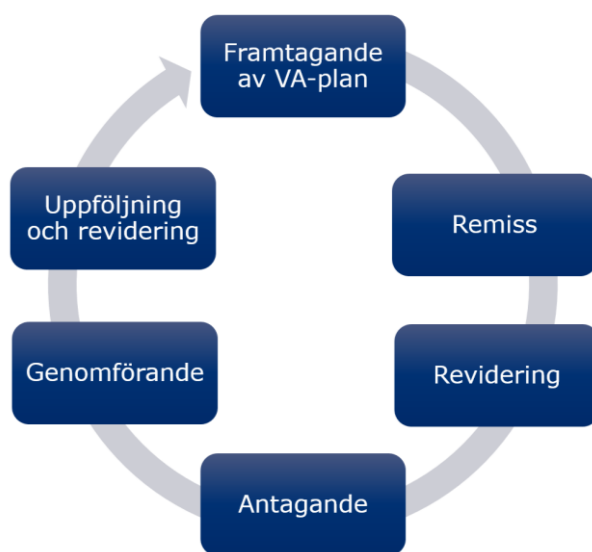 Framtagande
av VA-plan
Remiss
Revidering
Antagande
Genomförande
Uppföljning
och revidering